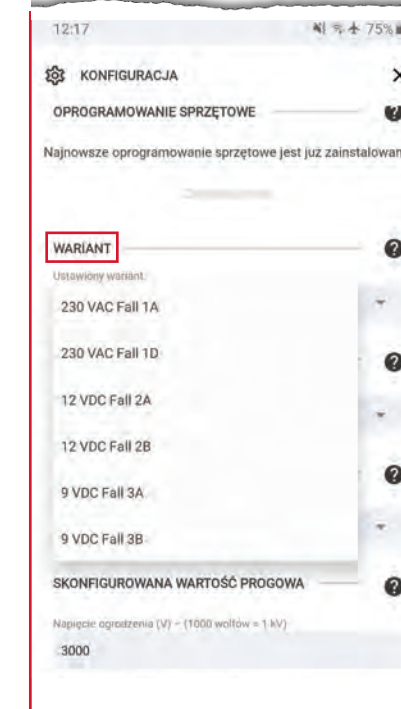 12:17 75%
KONFIGURACJA
OPROGRAMOWANIE SPRZĘTOWE ?
Najnowsze oprogramowanie sprzętowe jest już zainstalowan
WARIANT ?
Ustawiony wariant:
230 VAC Fall 1A
230 VAC Fall 1D ?
12 VDC Fall 2A
12 VDC Fall 2B
9 VDC Fall 3A ?
9 VDC Fall 3B
SKONFIGUROWANA WARTOŚĆ PROGOWA ?
Napięcie ogrodzenia (V) – (1000 woltów = 1 kV)
3000